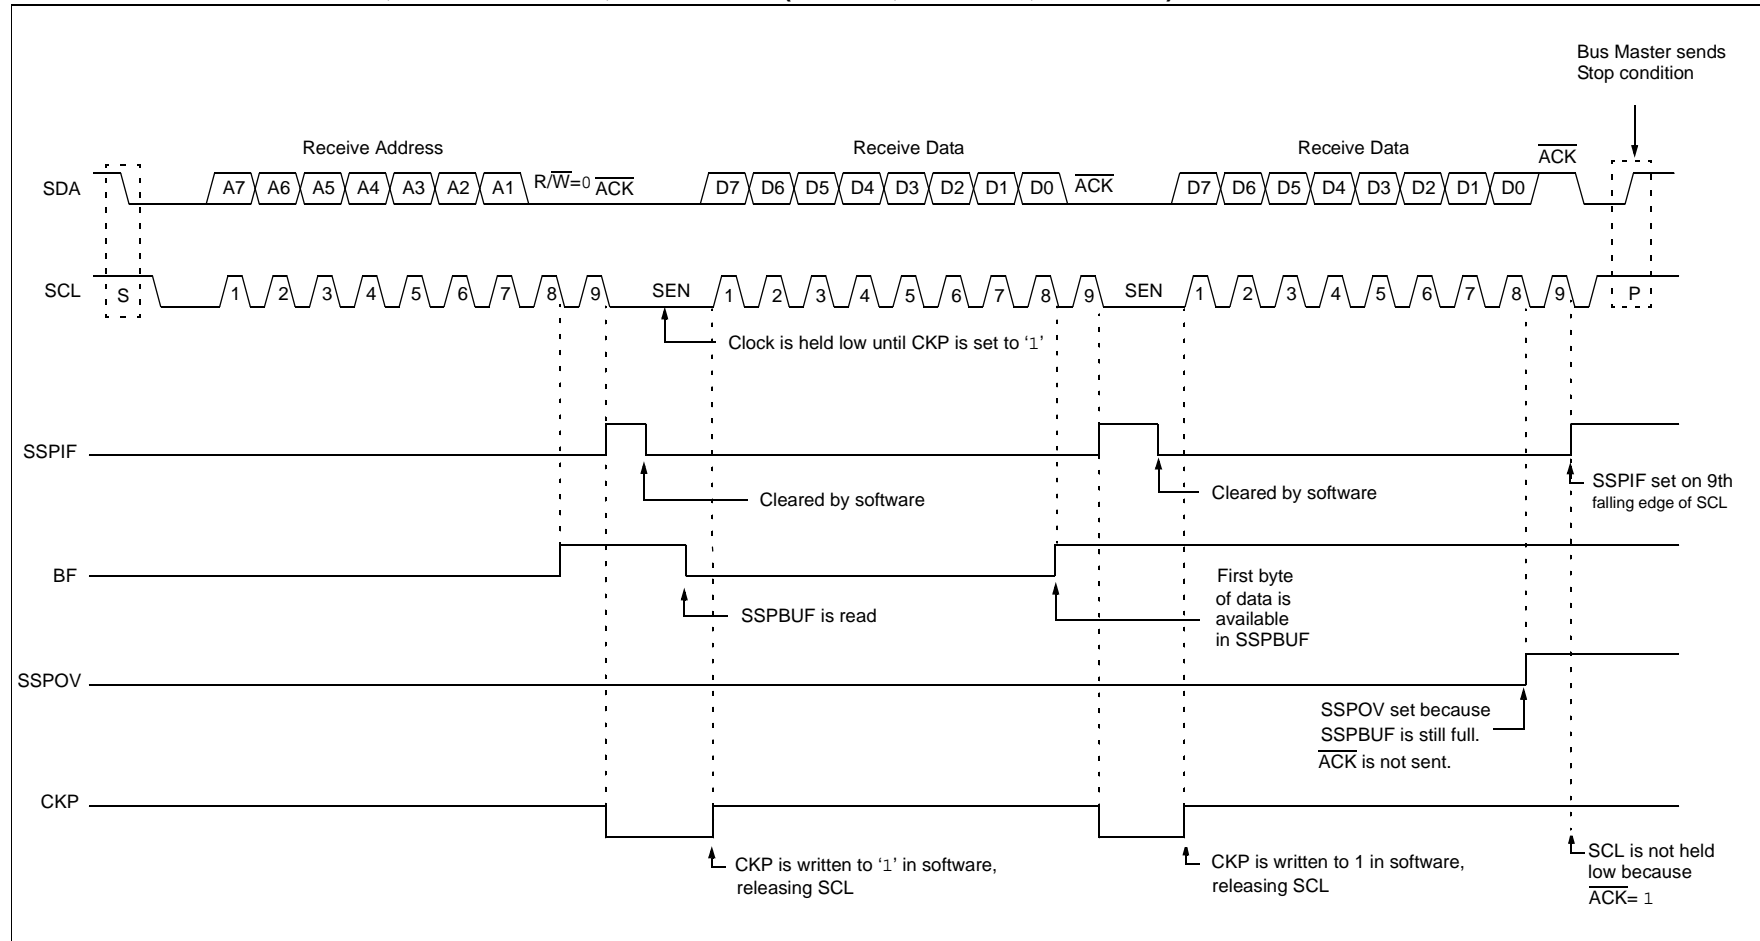 Bus Master sends
Stop condition
Receive Address
Receive Data
Receive Data
ACK
SDA
A7 A6 A5 A4 A3 A2 A1 R/W=0 ACK
D7 D6 D5 D4 D3 D2 D1 D0 ACK
D7 D6 D5 D4 D3 D2 D1 D0
SCL
S
1 2 3 4 5 6 7 8 9 SEN
1 2 3 4 5 6 7 8 9 SEN
1 2 3 4 5 6 7 8 9 P
Clock is held low until CKP is set to ‘1’
SSPIF
Cleared by software
Cleared by software
SSPIF set on 9th
falling edge of SCL
BF
SSPBUF is read
First byte
of data is
available
in SSPBUF
SSPOV
SSPOV set because
SSPBUF is still full.
ACK is not sent.
CKP
CKP is written to ‘1’ in software,
releasing SCL
CKP is written to 1 in software,
releasing SCL
SCL is not held
low because
ACK= 1